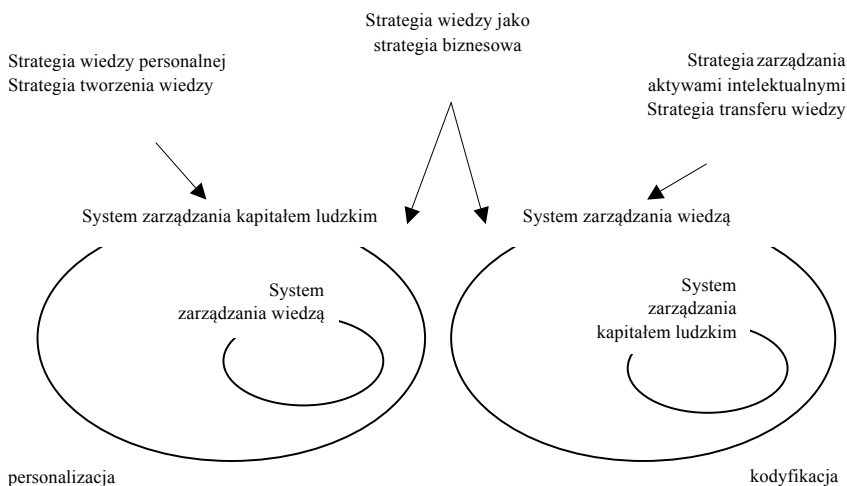 Strategia wiedzy jako
strategia biznesowa
Strategia wiedzy personalnej
Strategia tworzenia wiedzy
Strategia zarządzania
aktywami intelektualnymi
Strategia transferu wiedzy
System zarządzania kapitałem ludzkim
System zarządzania wiedzą
System
zarządzania wiedzą
System
zarządzania
kapitałem ludzkim
personalizacja
kodyfikacja